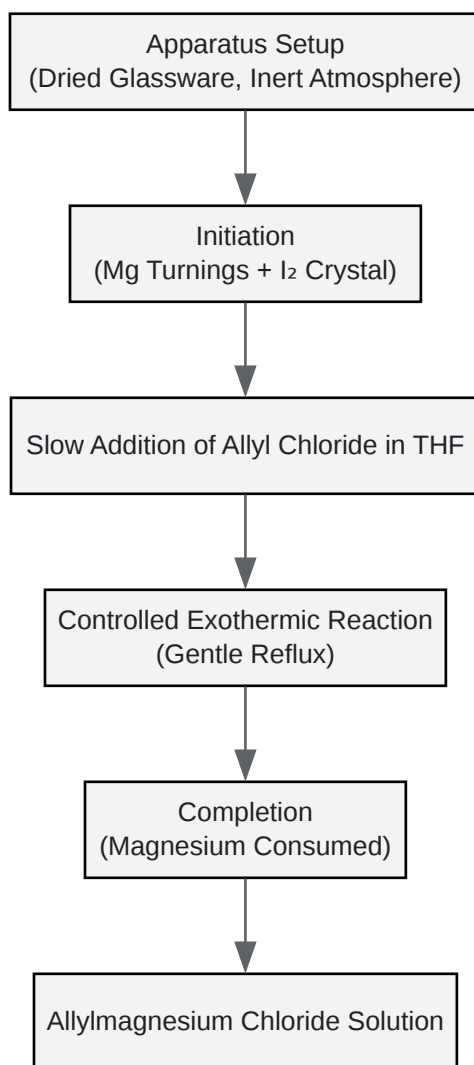 Apparatus Setup
(Dried Glassware, Inert Atmosphere)
Initiation
(Mg Turnings + I₂ Crystal)
Slow Addition of Allyl Chloride in THF
Controlled Exothermic Reaction
(Gentle Reflux)
Completion
(Magnesium Consumed)
Allylmagnesium Chloride Solution